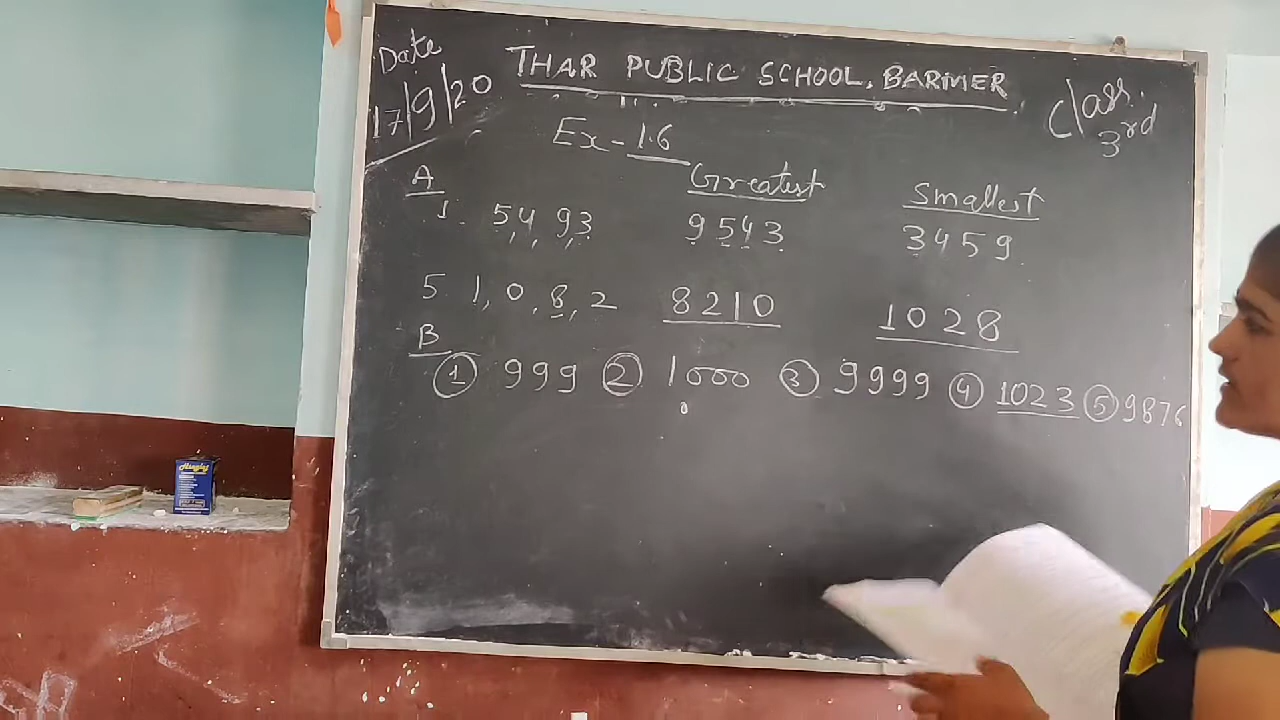 Date
17/9/20
THAR PUBLIC SCHOOL, BARMER
Class.
3rd
Ex - 1.6
A Greatest Smallest
1. 5, 4, 9, 3 9543 3459
5 1, 0, 8, 2 8210 1028
B
① 999 ② 1000 ③ 9999 ④ 1023 ⑤ 9876